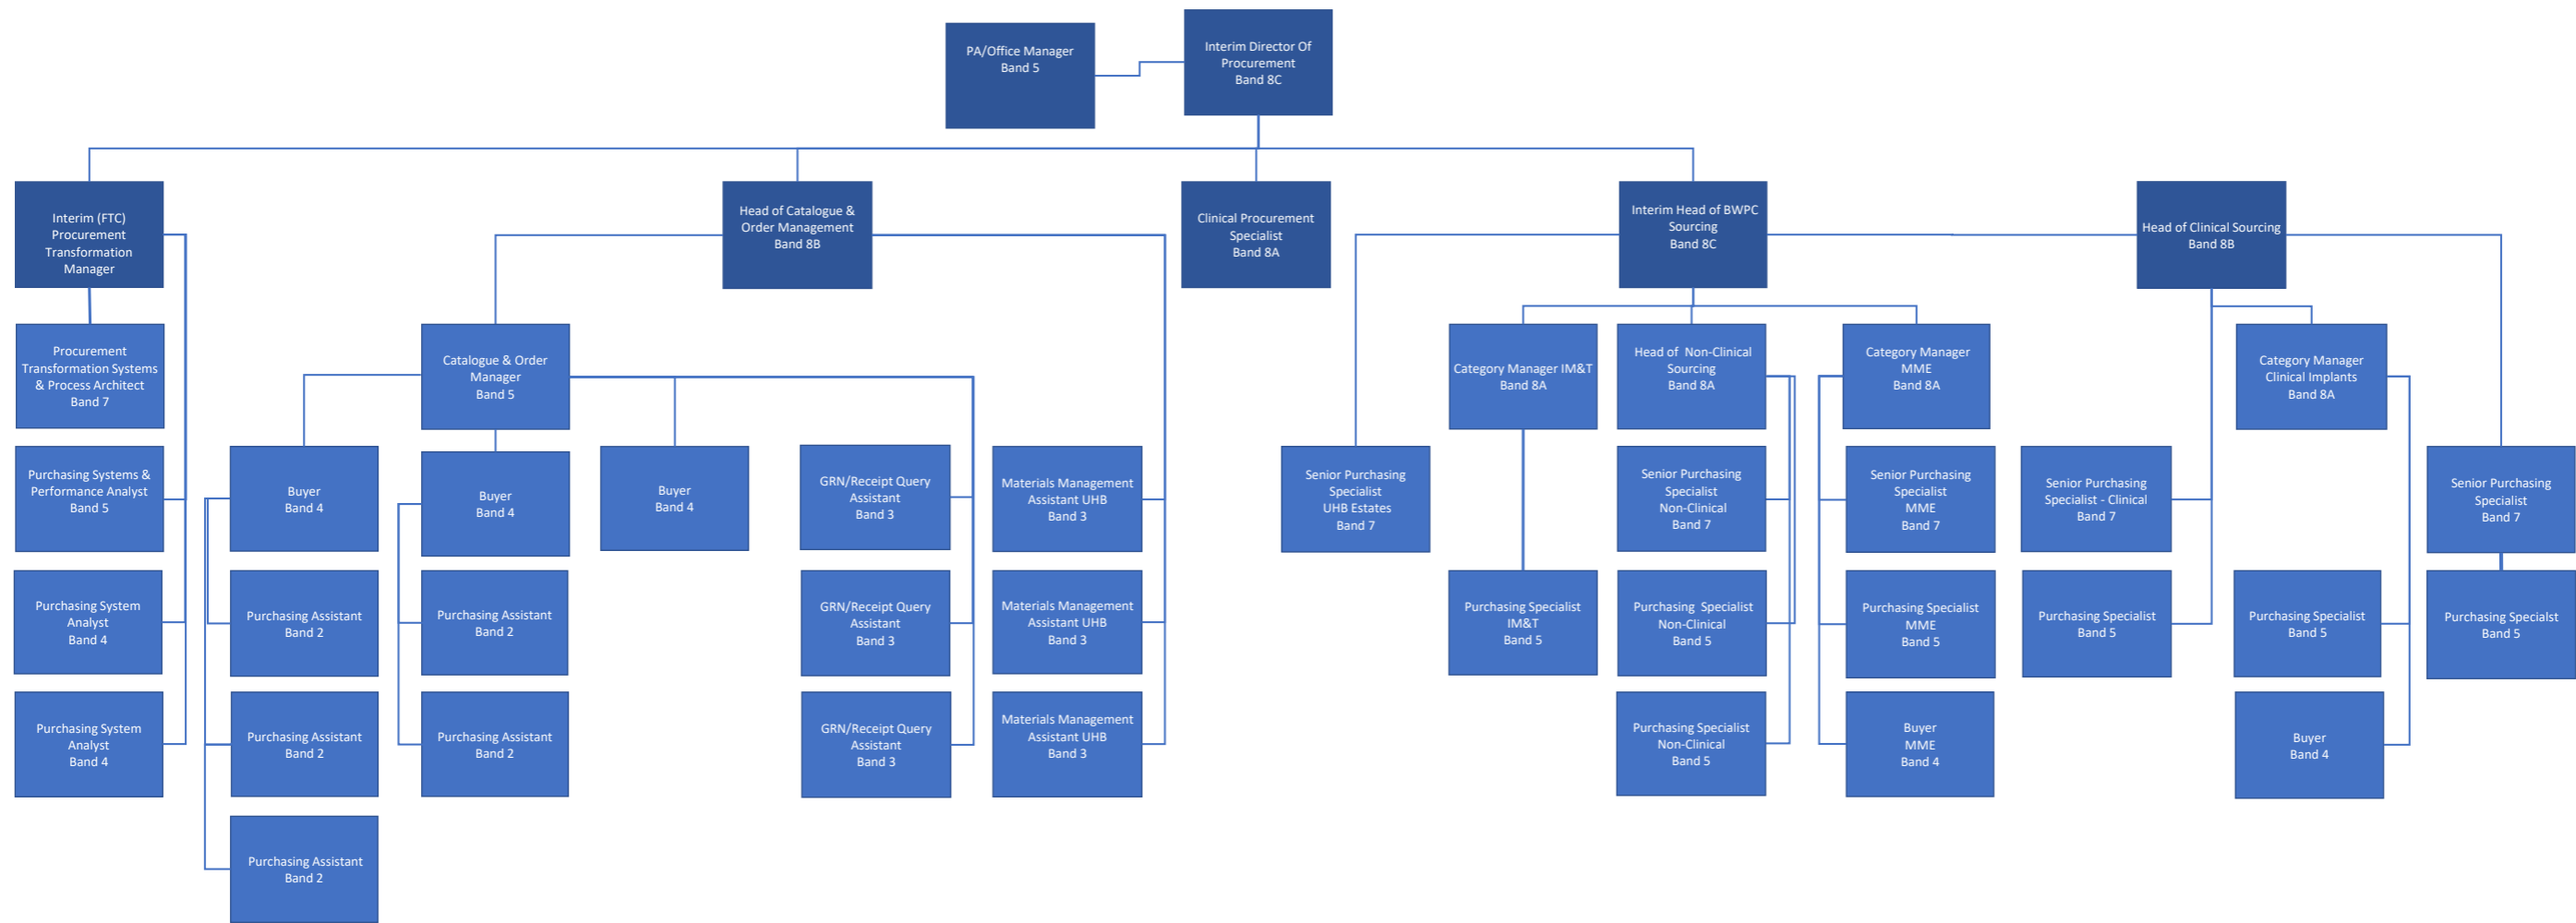 PA/Office Manager
Band 5
Interim Director Of
Procurement
Band 8C
Interim (FTC)
Procurement
Transformation
Manager
Head of Catalogue &
Order Management
Band 8B
Clinical Procurement
Specialist
Band 8A
Interim Head of BWPC
Sourcing
Band 8C
Head of Clinical Sourcing
Band 8B
Procurement
Transformation Systems
& Process Architect
Band 7
Catalogue & Order
Manager
Band 5
Category Manager IM&T
Band 8A
Head of  Non-Clinical
Sourcing
Band 8A
Category Manager
MME
Band 8A
Category Manager
Clinical Implants
Band 8A
Purchasing Systems &
Performance Analyst
Band 5
Buyer
Band 4
Buyer
Band 4
Buyer
Band 4
GRN/Receipt Query
Assistant
Band 3
Materials Management
Assistant UHB
Band 3
Senior Purchasing
Specialist
UHB Estates
Band 7
Senior Purchasing
Specialist
Non-Clinical
Band 7
Senior Purchasing
Specialist
MME
Band 7
Senior Purchasing
Specialist - Clinical
Band 7
Senior Purchasing
Specialist
Band 7
Purchasing System
Analyst
Band 4
Purchasing Assistant
Band 2
Purchasing Assistant
Band 2
GRN/Receipt Query
Assistant
Band 3
Materials Management
Assistant UHB
Band 3
Purchasing Specialist
IM&T
Band 5
Purchasing  Specialist
Non-Clinical
Band 5
Purchasing Specialist
MME
Band 5
Purchasing Specialist
Band 5
Purchasing Specialist
Band 5
Purchasing Specialst
Band 5
Purchasing System
Analyst
Band 4
Purchasing Assistant
Band 2
Purchasing Assistant
Band 2
GRN/Receipt Query
Assistant
Band 3
Materials Management
Assistant UHB
Band 3
Purchasing Specialist
Non-Clinical
Band 5
Buyer
MME
Band 4
Buyer
Band 4
Purchasing Assistant
Band 2